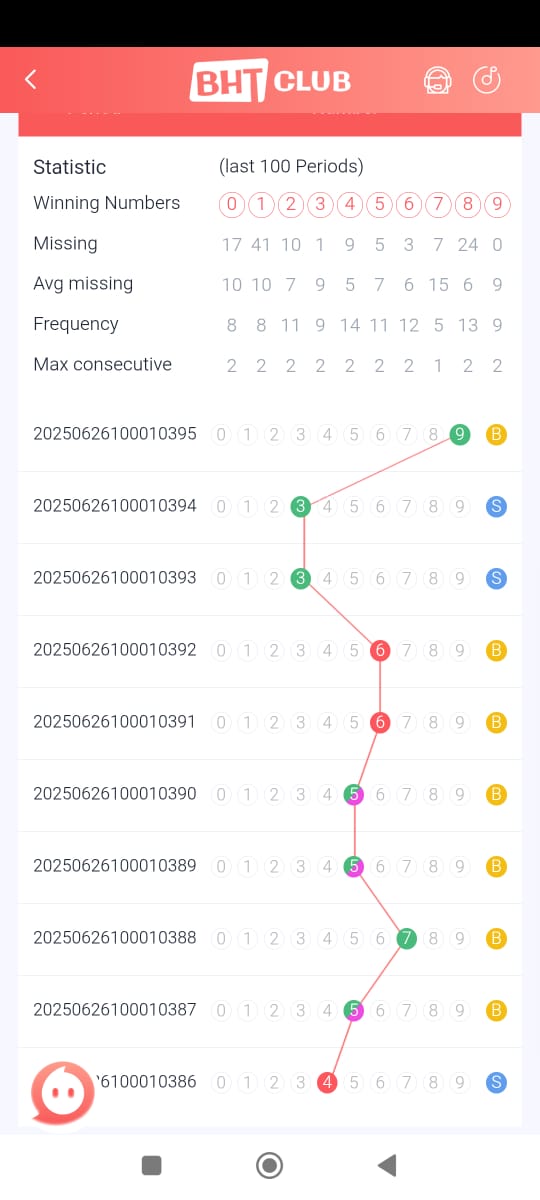 BHT CLUB
Statistic (last 100 Periods)
Winning Numbers 0 1 2 3 4 5 6 7 8 9
Missing 17 41 10 1 9 5 3 7 24 0
Avg missing 10 10 7 9 5 7 6 15 6 9
Frequency 8 8 11 9 14 11 12 5 13 9
Max consecutive 2 2 2 2 2 2 2 1 2 2
20250626100010395 0 1 2 3 4 5 6 7 8 9 B
20250626100010394 0 1 2 3 4 5 6 7 8 9 S
20250626100010393 0 1 2 3 4 5 6 7 8 9 S
20250626100010392 0 1 2 3 4 5 6 7 8 9 B
20250626100010391 0 1 2 3 4 5 6 7 8 9 B
20250626100010390 0 1 2 3 4 5 6 7 8 9 B
20250626100010389 0 1 2 3 4 5 6 7 8 9 B
20250626100010388 0 1 2 3 4 5 6 7 8 9 B
20250626100010387 0 1 2 3 4 5 6 7 8 9 B
6100010386 0 1 2 3 4 5 6 7 8 9 S